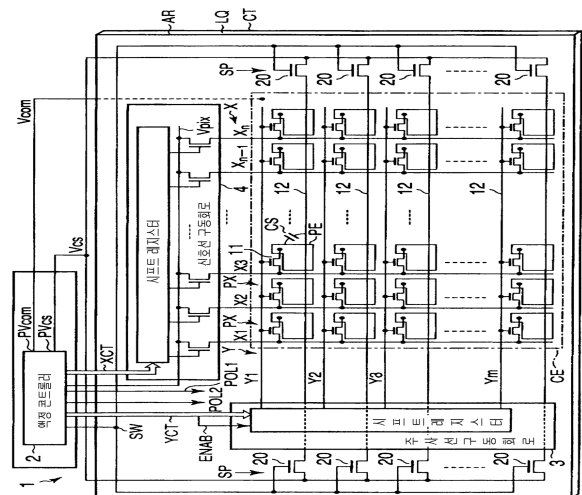 AR
LQ
CT
Vcom
Vcs
SP
20
20
20
20
시프트 레지스터
신호선 구동회로
Vpix
4
X
Xn
Xn-1
12
12
CS
PE
11
X3
X2
X1
PX
PX
Y
Y1
Y2
Y3
Ym
CE
PVcom
PVcs
액정 컨트롤러
2
1
XCT
POL1
POL2
SW
YCT
ENAB
시프트레지스터
주사선구동회로
3
SP
20
20
20
20